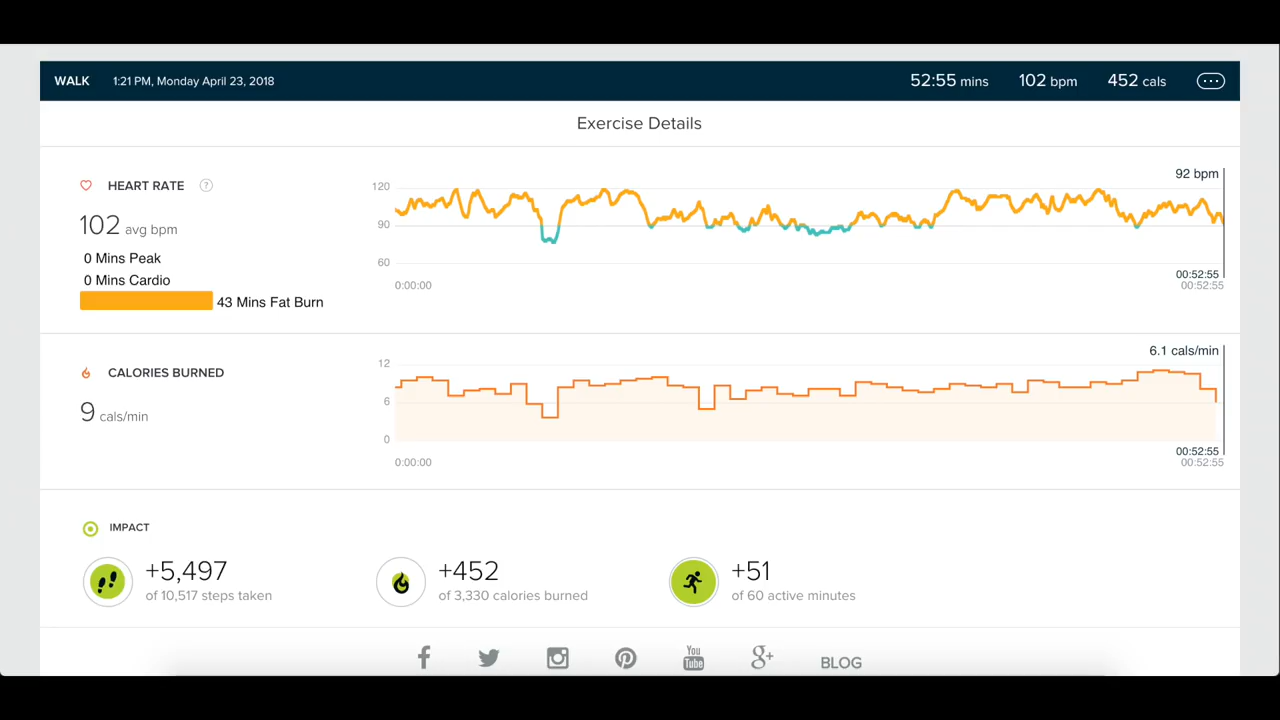 WALK 1:21 PM, Monday April 23, 2018 52:55 mins 102 bpm 452 cals
Exercise Details
HEART RATE ?
102 avg bpm
0 Mins Peak
0 Mins Cardio
43 Mins Fat Burn
92 bpm
120
90
60
00:52:55
0:00:00 00:52:55
CALORIES BURNED
9 cals/min
6.1 cals/min
12
6
0
00:52:55
0:00:00 00:52:55
IMPACT
+5,497 +452 +51
of 10,517 steps taken of 3,330 calories burned of 60 active minutes
f You Tube g+ BLOG